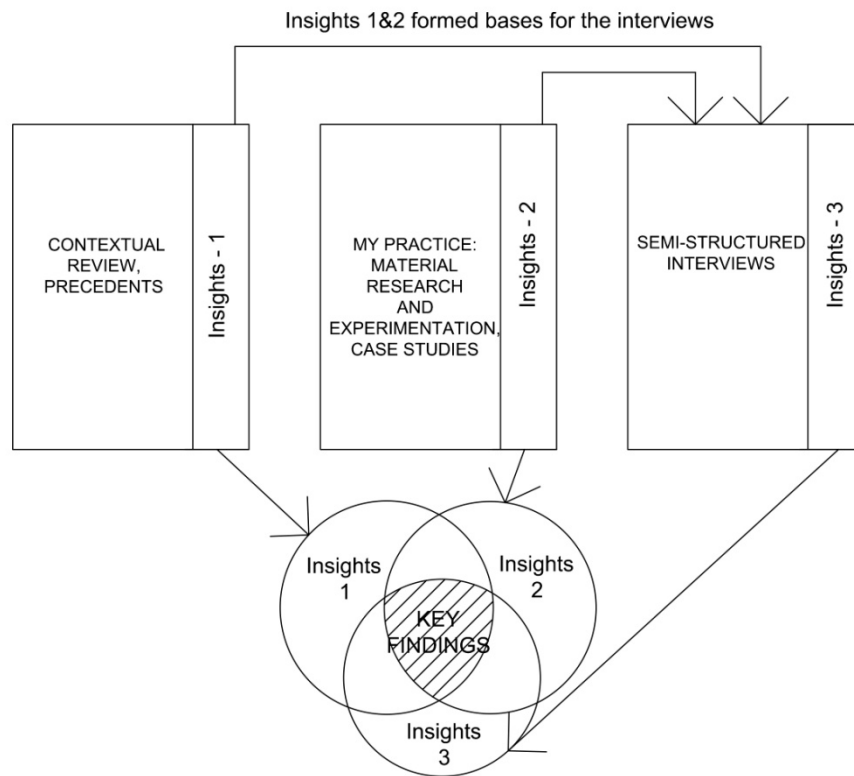 Insights 1&2 formed bases for the interviews
CONTEXTUAL
REVIEW,
PRECEDENTS
Insights - 1
MY PRACTICE:
MATERIAL
RESEARCH
AND
EXPERIMENTATION,
CASE STUDIES
Insights - 2
SEMI-STRUCTURED
INTERVIEWS
Insights - 3
Insights
1
Insights
2
KEY
FINDINGS
Insights
3